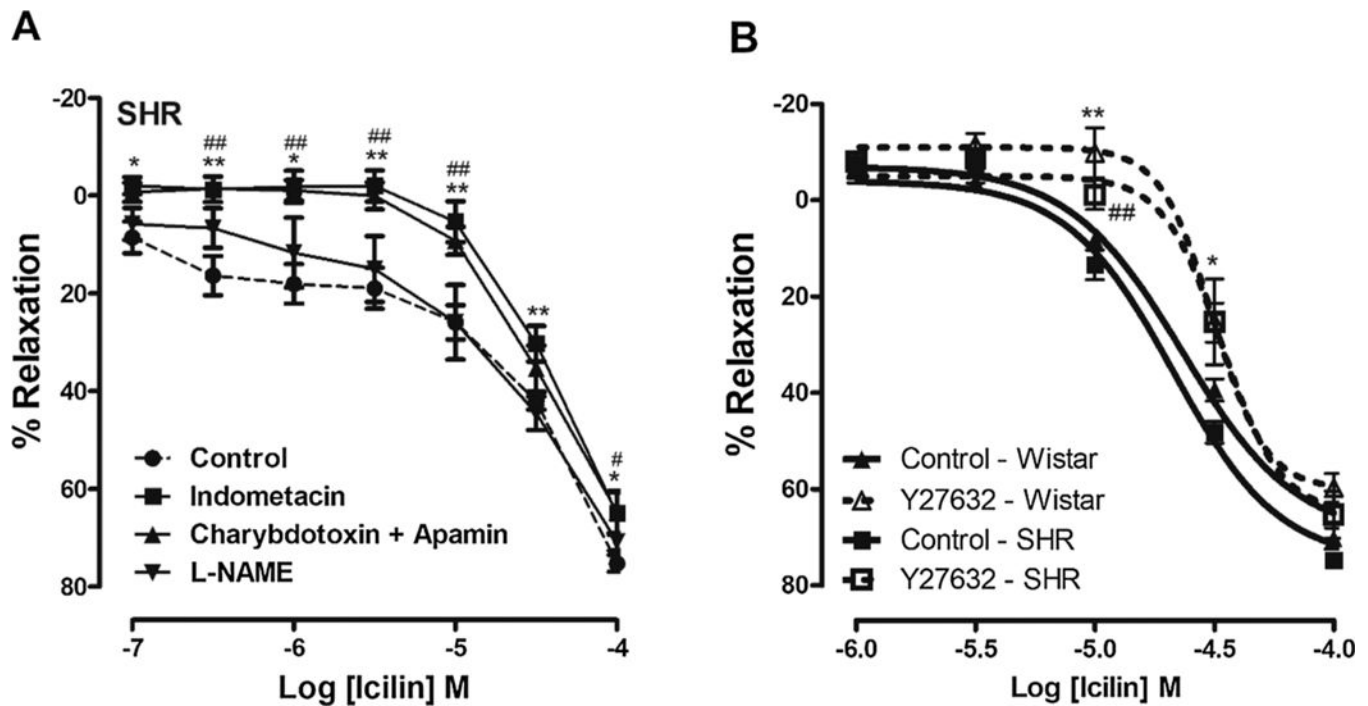 A
SHR
-20
0
20
40
60
80
% Relaxation
*
##
**
##
*
##
**
##
**
**
#
*
Control
Indometacin
Charybdotoxin + Apamin
L-NAME
-7
-6
-5
-4
Log [Icilin] M
B
-20
0
20
40
60
80
% Relaxation
**
##
*
Control - Wistar
Y27632 - Wistar
Control - SHR
Y27632 - SHR
-6.0
-5.5
-5.0
-4.5
-4.0
Log [Icilin] M